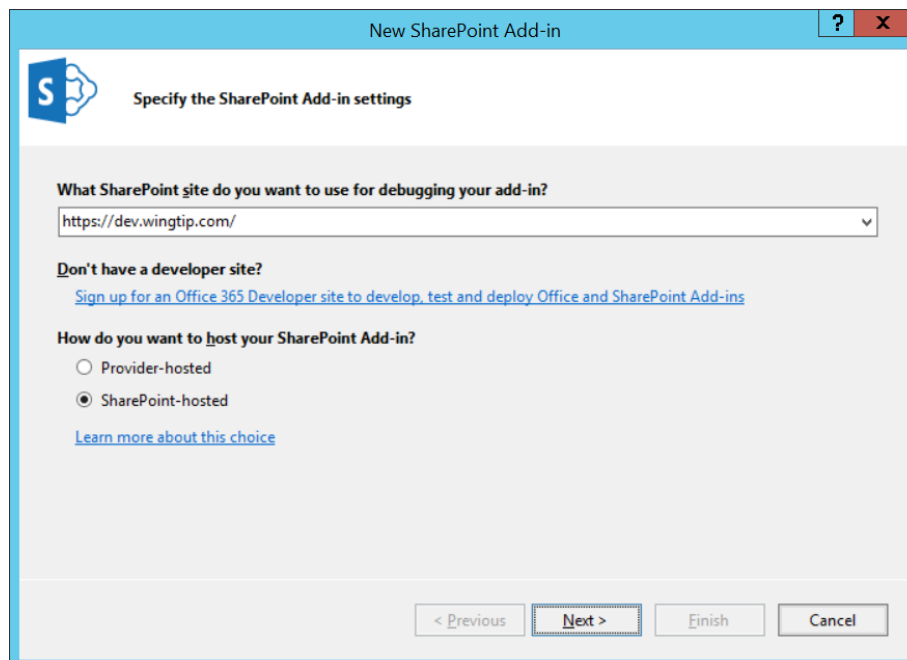 New SharePoint Add-in
?
X
S
Specify the SharePoint Add-in settings
What SharePoint site do you want to use for debugging your add-in?
https://dev.wingtip.com/
Don't have a developer site?
Sign up for an Office 365 Developer site to develop, test and deploy Office and SharePoint Add-ins
How do you want to host your SharePoint Add-in?
Provider-hosted
SharePoint-hosted
Learn more about this choice
< Previous
Next >
Finish
Cancel